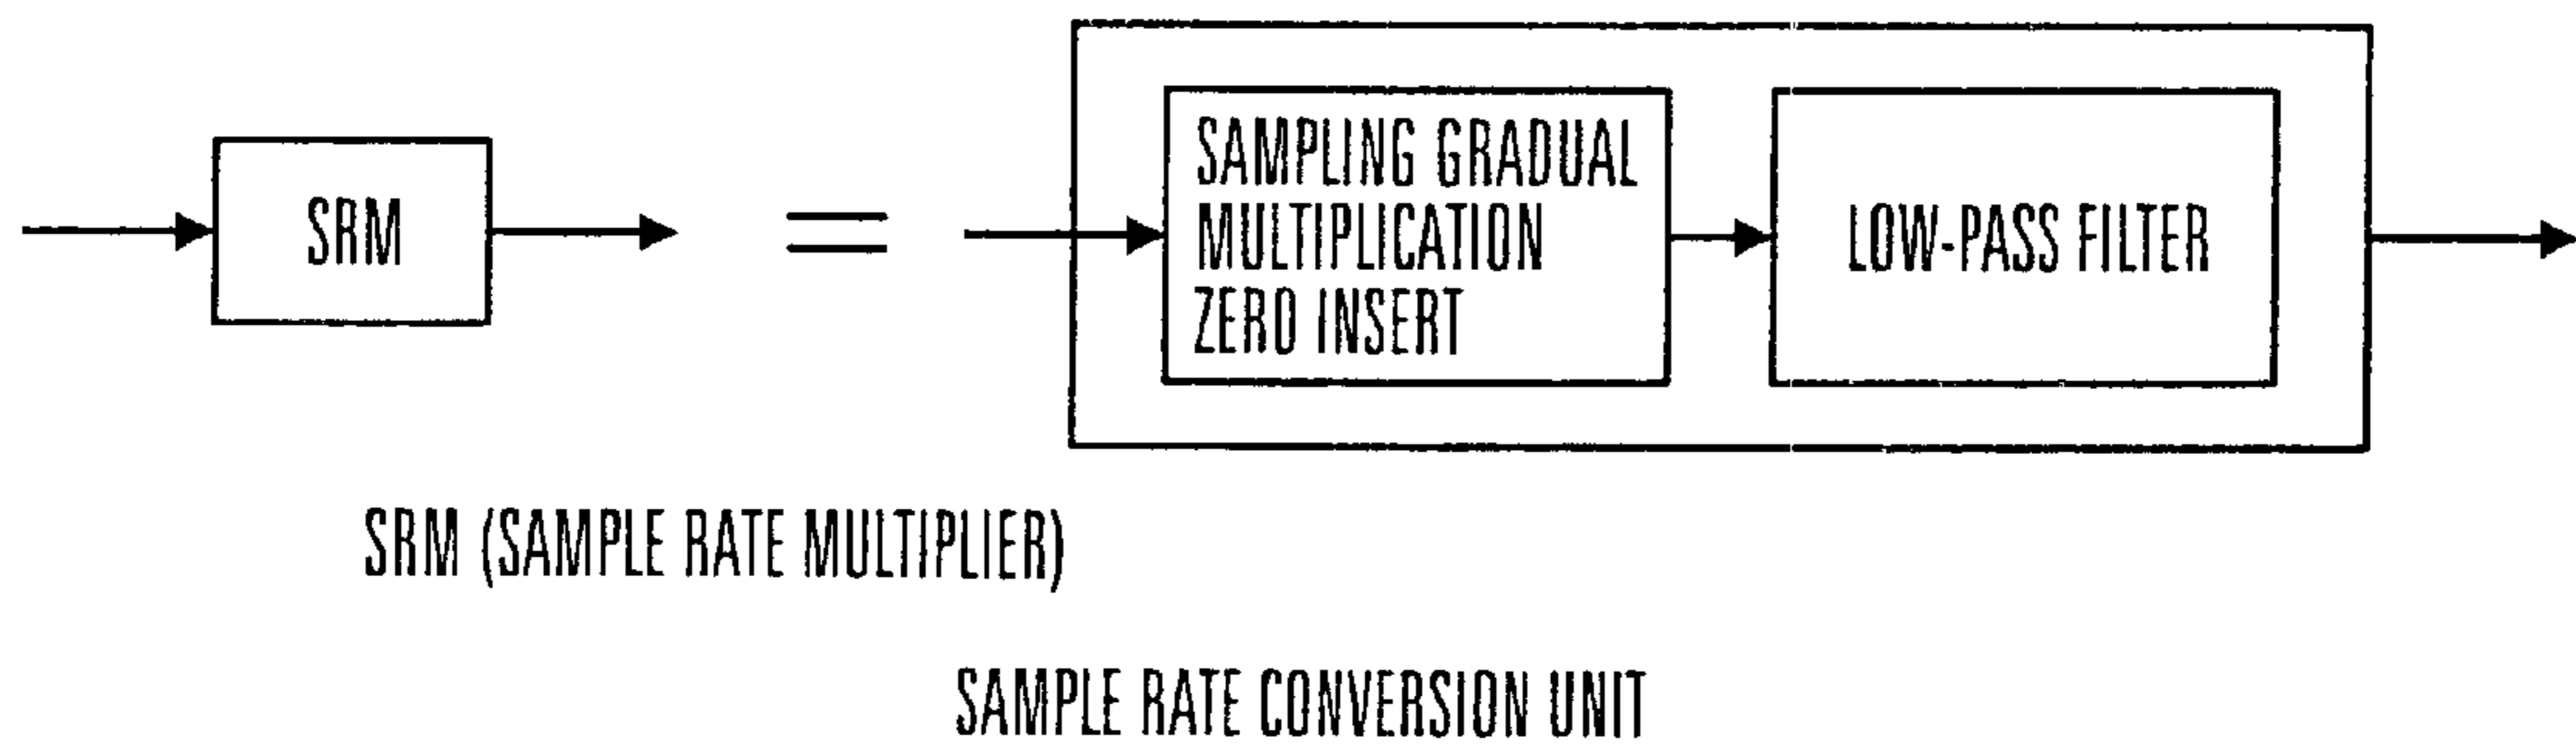 SRM
=
SAMPLING GRADUAL
MULTIPLICATION
ZERO INSERT
LOW-PASS FILTER
SRM (SAMPLE RATE MULTIPLIER)
SAMPLE RATE CONVERSION UNIT